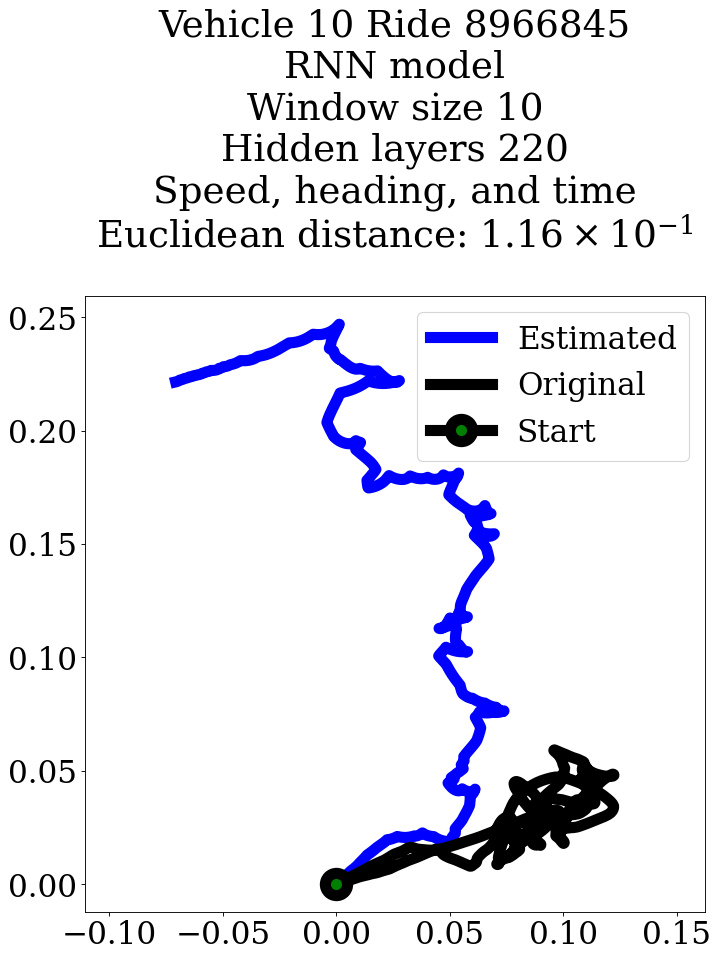 Vehicle 10 Ride 8966845
RNN model
Window size 10
Hidden layers 220
Speed, heading, and time
Euclidean distance: 1.16 × 10⁻¹
0.25
0.20
0.15
0.10
0.05
0.00
Estimated
Original
Start
−0.10 −0.05 0.00 0.05 0.10 0.15